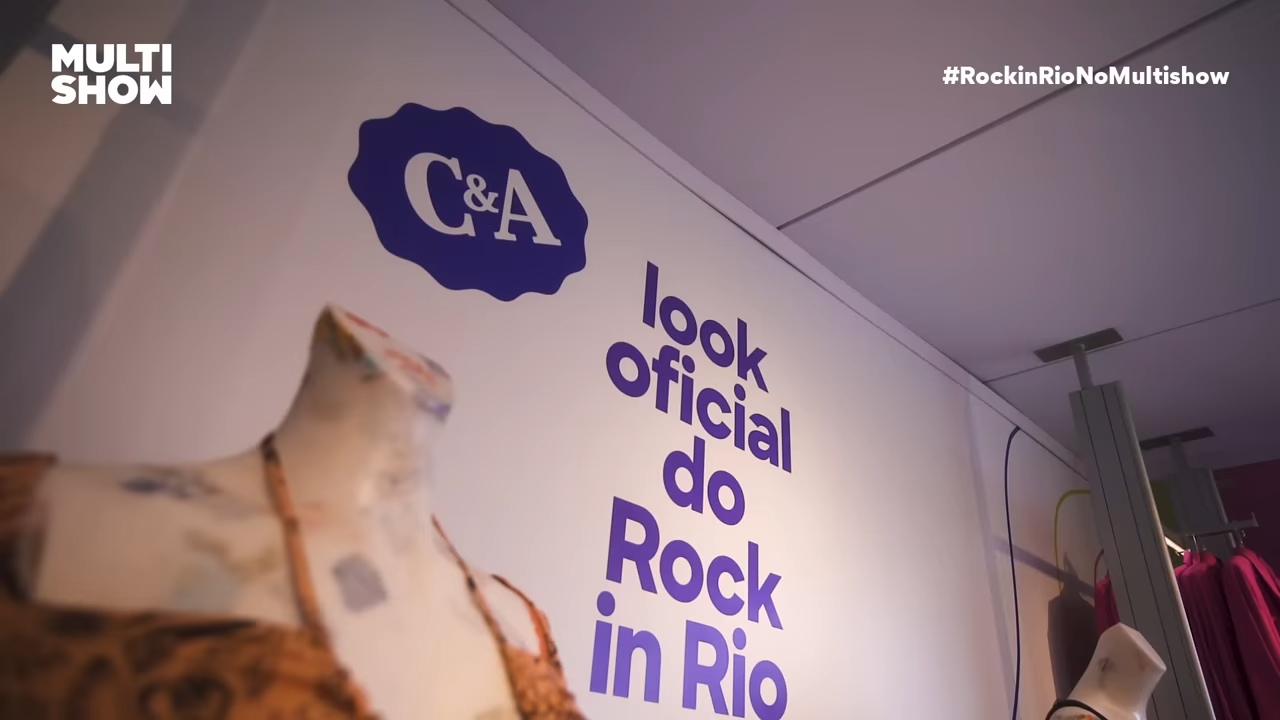 MULTI
SHOW
#RockinRioNoMultishow
C&A
look
oficial
do
Rock
in Rio